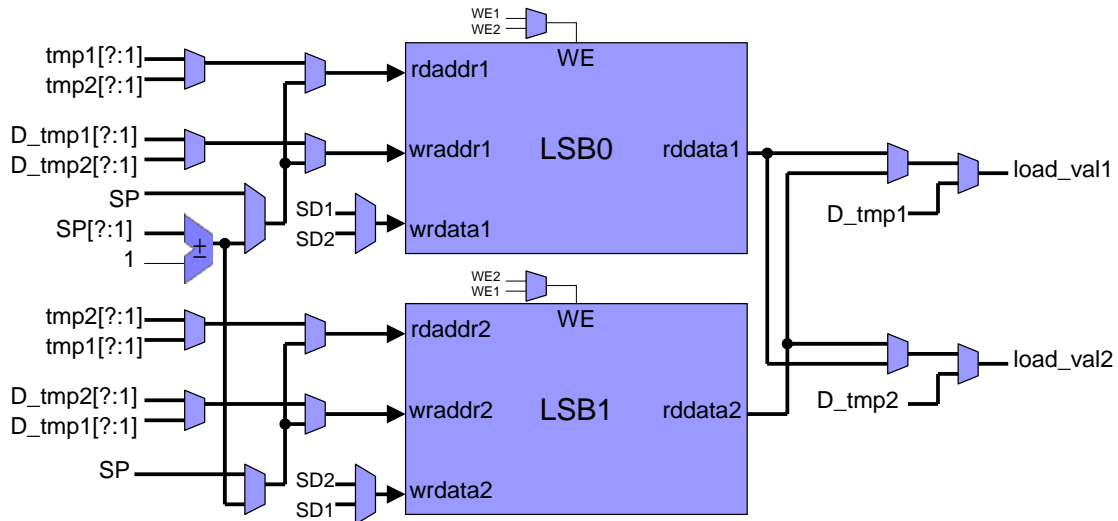 WE1
WE2
WE
tmp1[?:1]
tmp2[?:1]
rdaddr1
D_tmp1[?:1]
D_tmp2[?:1]
wraddr1
LSB0
rddata1
load_val1
SP
SD1
SD2
wrdata1
D_tmp1
SP[?:1]
±
1
WE2
WE1
WE
tmp2[?:1]
tmp1[?:1]
rdaddr2
load_val2
D_tmp2[?:1]
D_tmp1[?:1]
wraddr2
LSB1
rddata2
D_tmp2
SP
SD2
SD1
wrdata2